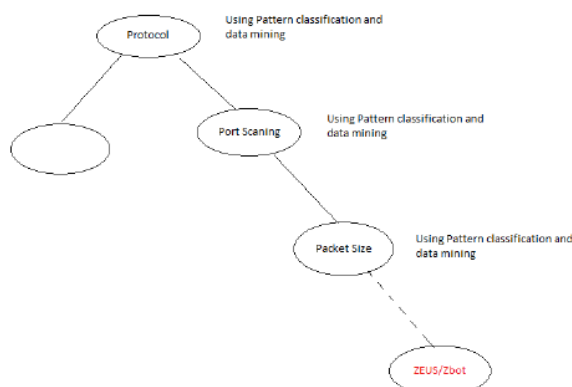 Using Pattern classification and
data mining
Protocol
Using Pattern classification and
data mining
Port Scaning
Using Pattern classification and
data mining
Packet Size
ZEUS/Zbot